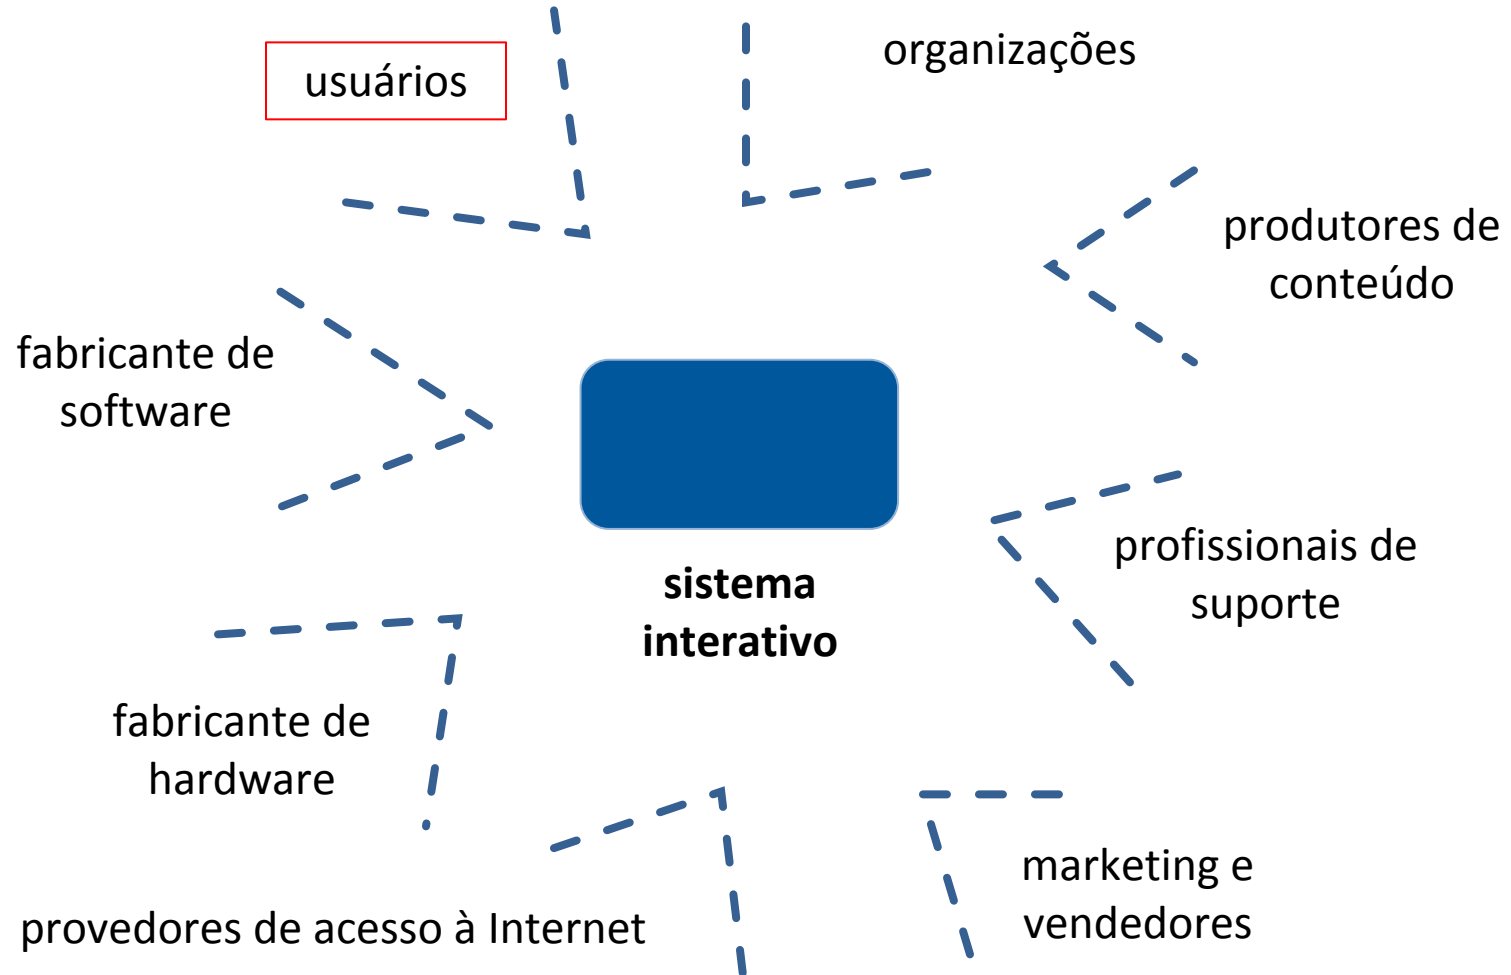 usuários
organizações
produtores de
conteúdo
fabricante de
software
profissionais de
suporte
sistema
interativo
fabricante de
hardware
marketing e
vendedores
provedores de acesso à Internet